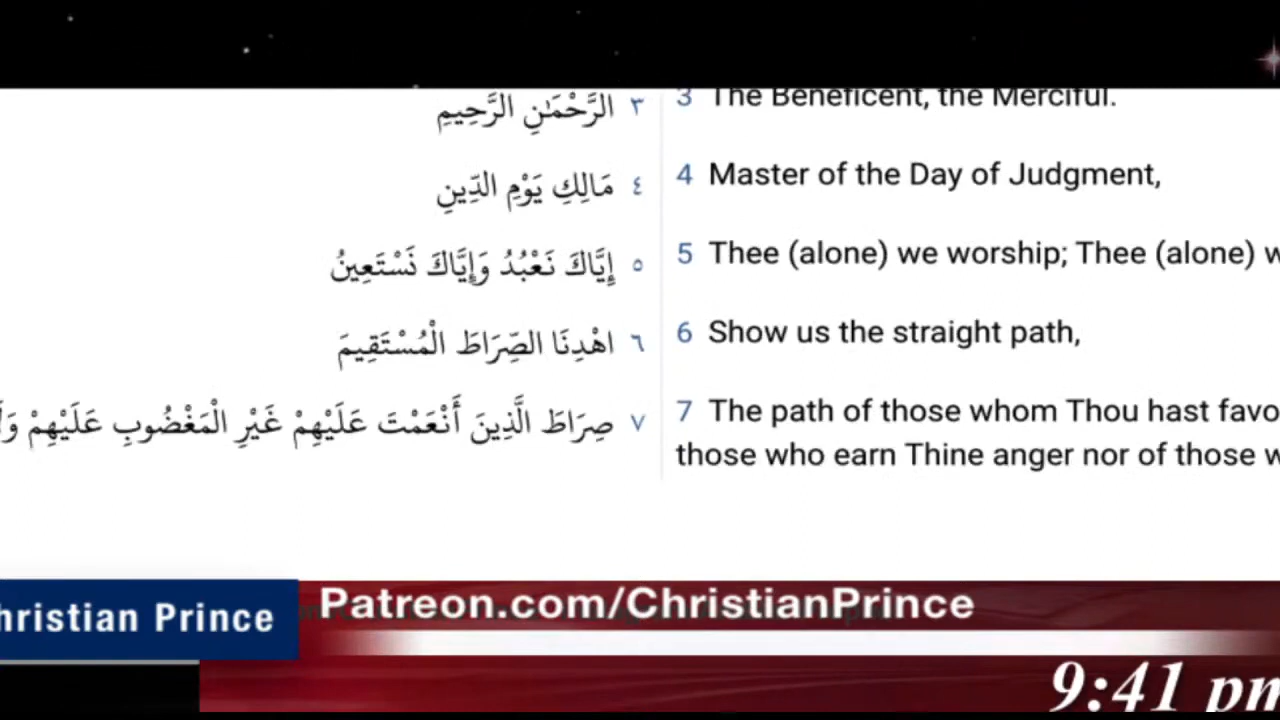 الرَّحْمَٰنِ الرَّحِيمِ ٣
3 The Beneficent, the Merciful.
مَالِكِ يَوْمِ الدِّينِ ٤
4 Master of the Day of Judgment,
إِيَّاكَ نَعْبُدُ وَإِيَّاكَ نَسْتَعِينُ ٥
5 Thee (alone) we worship; Thee (alone) w
اهْدِنَا الصِّرَاطَ الْمُسْتَقِيمَ ٦
6 Show us the straight path,
صِرَاطَ الَّذِينَ أَنْعَمْتَ عَلَيْهِمْ غَيْرِ الْمَغْضُوبِ عَلَيْهِمْ ٧
7 The path of those whom Thou hast favo
those who earn Thine anger nor of those w
hristian Prince
Patreon.com/ChristianPrince
9:41 pm